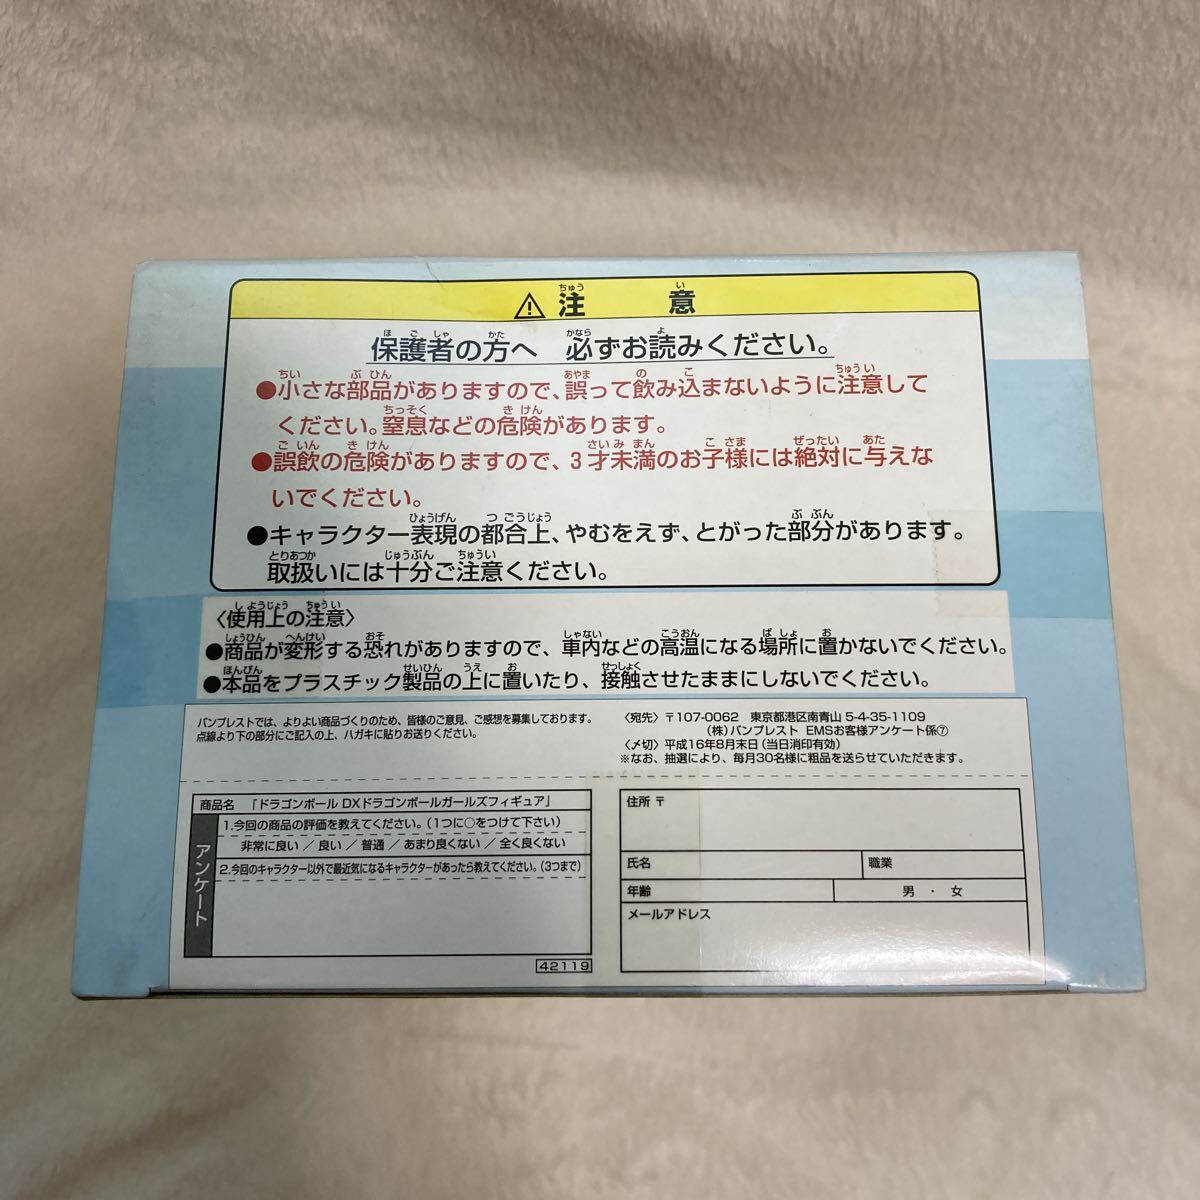 注意
保護者の方へ 必ずお読みください。
●小さな部品がありますので、誤って飲み込まないように注意して
ください。窒息などの危険があります。
●誤飲の危険がありますので、3才未満のお子様には絶対に与えな
いでください。
●キャラクター表現の都合上、やむをえず、とがった部分があります。
取扱いには十分ご注意ください。
〈使用上の注意〉
●商品が変形する恐れがありますので、車内などの高温になる場所に置かないでください。
●本品をプラスチック製品の上に置いたり、接触させたままにしないでください。
バンプレストでは、よりよい商品づくりのため、皆様のご意見、ご感想を募集しております。
点線より下の部分にご記入の上、ハガキに貼りお送りください。
〈宛先〉〒107-0062 東京都港区南青山 5-4-35-1109
(株)バンプレスト EMSお客様アンケート係⑦
〈〆切〉平成16年8月末日(当日消印有効)
※なお、抽選により、毎月30名様に粗品を送らせていただきます。
商品名 「ドラゴンボール DXドラゴンボールガールズフィギュア」
アンケート
1.今回の商品の評価を教えてください。(1つに○をつけて下さい)
非常に良い / 良い / 普通 / あまり良くない / 全く良くない
2.今回のキャラクター以外で最近気になるキャラクターがあったら教えてください。(3つまで)
42119
住所 〒
氏名
職業
年齢
男 ・ 女
メールアドレス